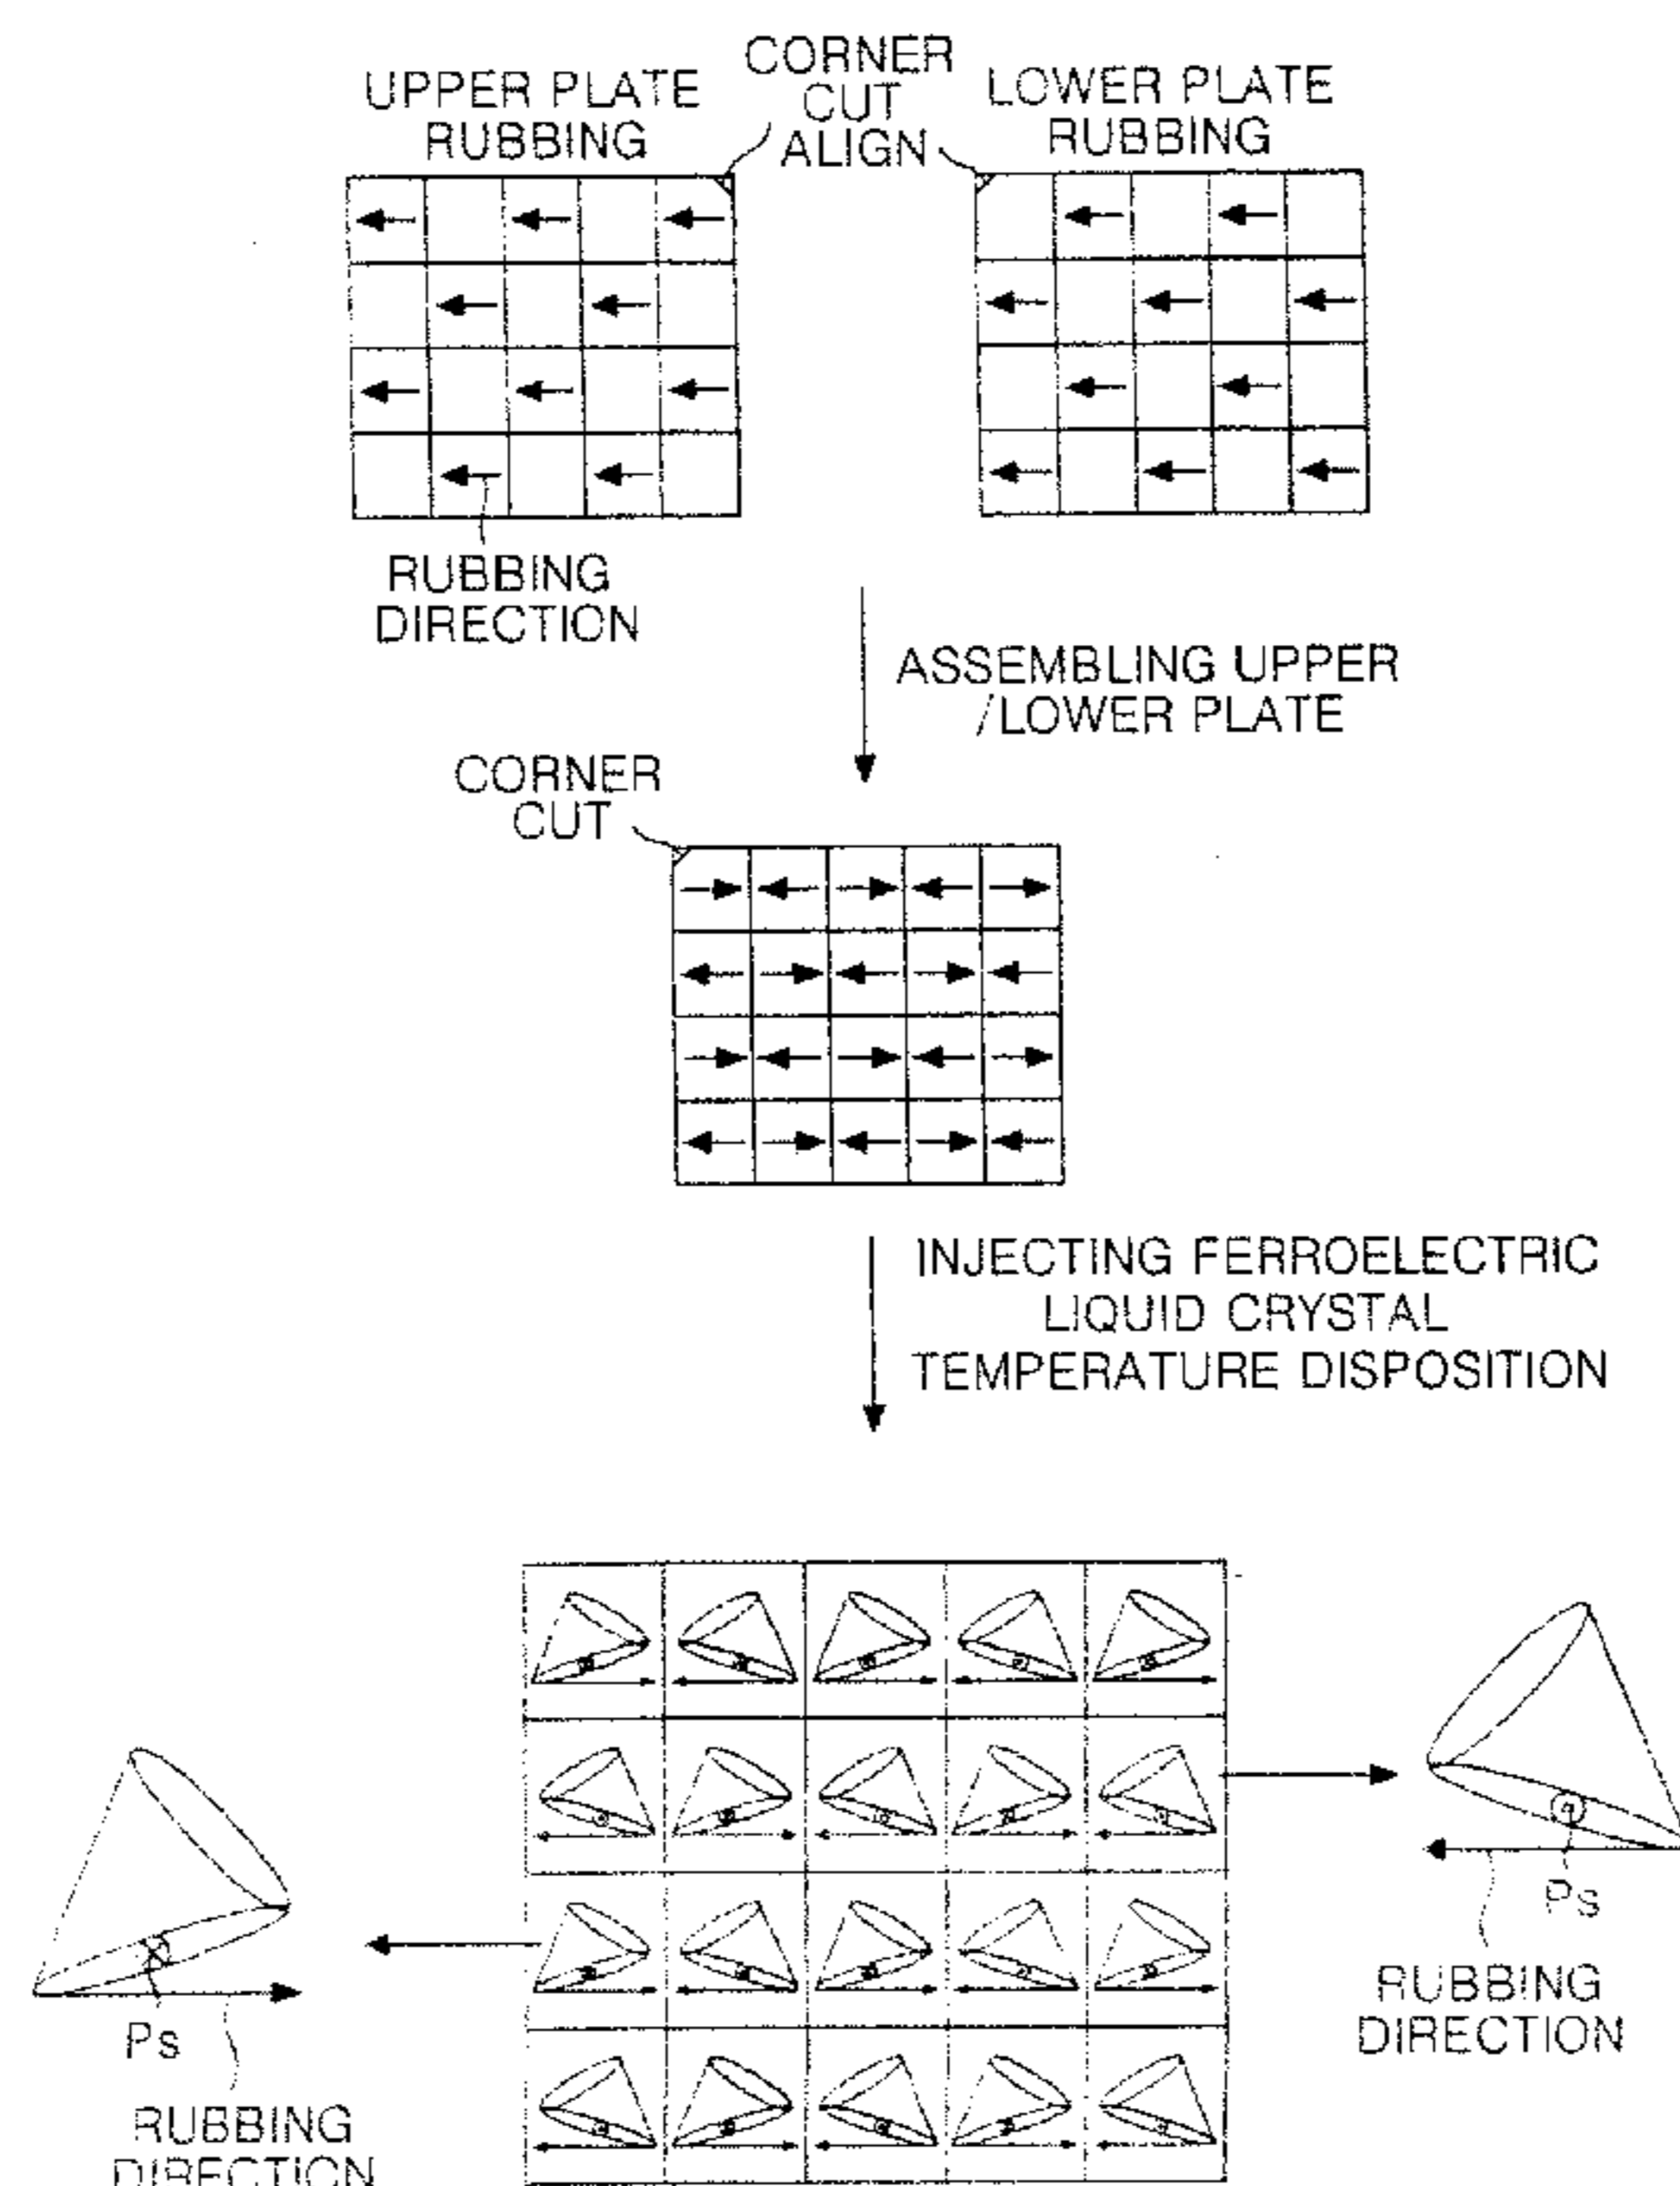 UPPER PLATE
RUBBING
CORNER
CUT
ALIGN
LOWER PLATE
RUBBING
RUBBING
DIRECTION
ASSEMBLING UPPER
/LOWER PLATE
CORNER
CUT
INJECTING FERROELECTRIC
LIQUID CRYSTAL
TEMPERATURE DISPOSITION
Ps
RUBBING
DIRECTION
Ps
RUBBING
DIRECTION